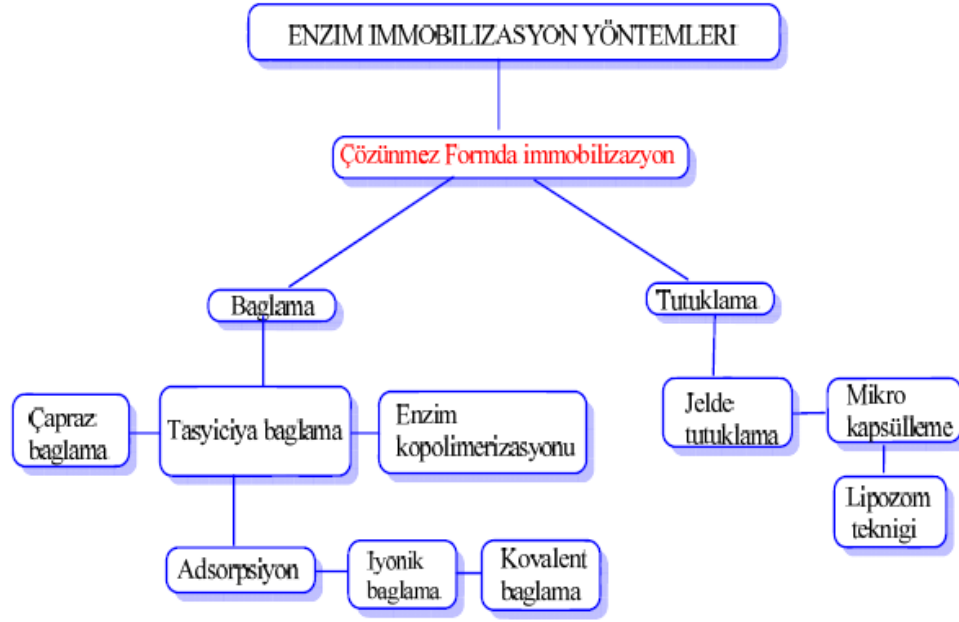 ENZIM IMMOBILIZASYON YÖNTEMLERI
Çözünmez Formda immobilizazyon
Baglama
Tutuklama
Çapraz
baglama
Tasyiciya baglama
Enzim
kopolimerizasyonu
Jelde
tutuklama
Mikro
kapsülleme
Lipozom
teknigi
Adsorpsiyon
Iyonik
baglama
Kovalent
baglama